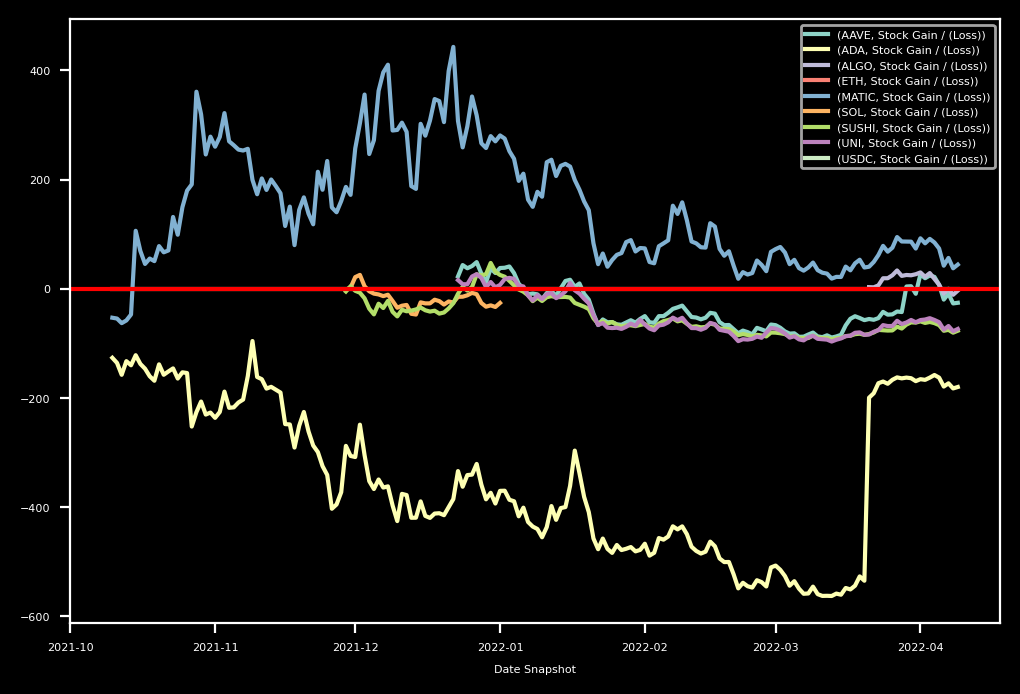 400
200
0
−200
−400
−600
2021-10
2021-11
2021-12
2022-01
2022-02
2022-03
2022-04
Date Snapshot
(AAVE, Stock Gain / (Loss))
(ADA, Stock Gain / (Loss))
(ALGO, Stock Gain / (Loss))
(ETH, Stock Gain / (Loss))
(MATIC, Stock Gain / (Loss))
(SOL, Stock Gain / (Loss))
(SUSHI, Stock Gain / (Loss))
(UNI, Stock Gain / (Loss))
(USDC, Stock Gain / (Loss))